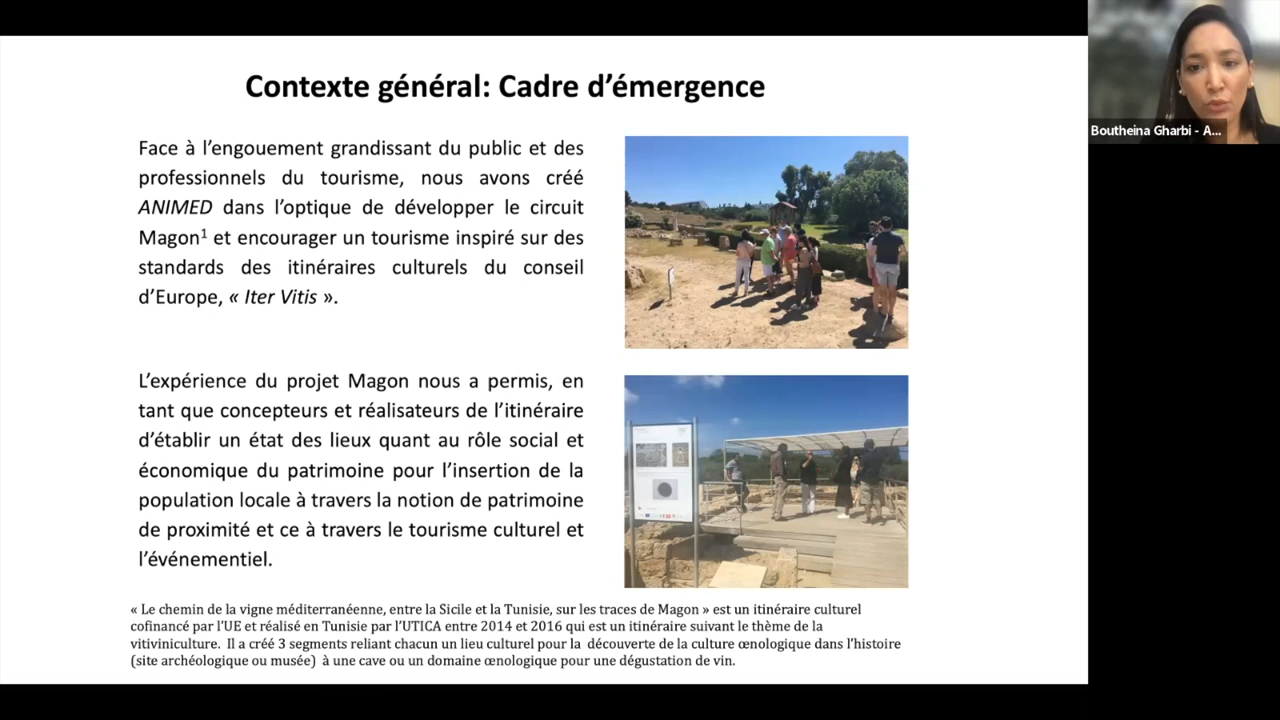 Contexte général: Cadre d’émergence
Face à l’engouement grandissant du public et des
professionnels du tourisme, nous avons créé
ANIMED dans l’optique de développer le circuit
Magon¹ et encourager un tourisme inspiré sur des
standards des itinéraires culturels du conseil
d’Europe, « Iter Vitis ».
L’expérience du projet Magon nous a permis, en
tant que concepteurs et réalisateurs de l’itinéraire
d’établir un état des lieux quant au rôle social et
économique du patrimoine pour l’insertion de la
population locale à travers la notion de patrimoine
de proximité et ce à travers le tourisme culturel et
l’événementiel.
« Le chemin de la vigne méditerranéenne, entre la Sicile et la Tunisie, sur les traces de Magon » est un itinéraire culturel
cofinancé par l’UE et réalisé en Tunisie par l’UTICA entre 2014 et 2016 qui est un itinéraire suivant le thème de la
vitiviniculture. Il a créé 3 segments reliant chacun un lieu culturel pour la découverte de la culture œnologique dans l’histoire
(site archéologique ou musée) à une cave ou un domaine œnologique pour une dégustation de vin.
Boutheina Gharbi - A...